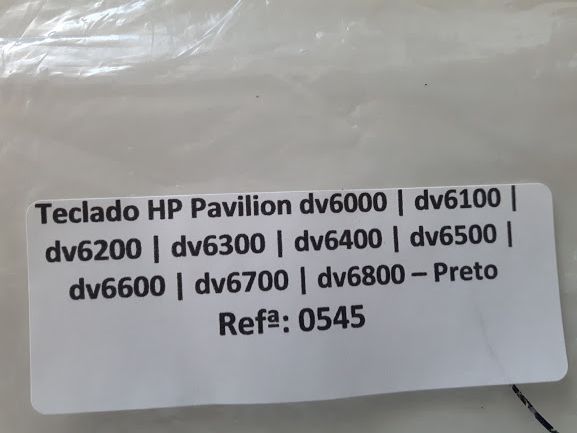 Teclado HP Pavilion dv6000 | dv6100 |
dv6200 | dv6300 | dv6400 | dv6500 |
dv6600 | dv6700 | dv6800 – Preto
Refª: 0545